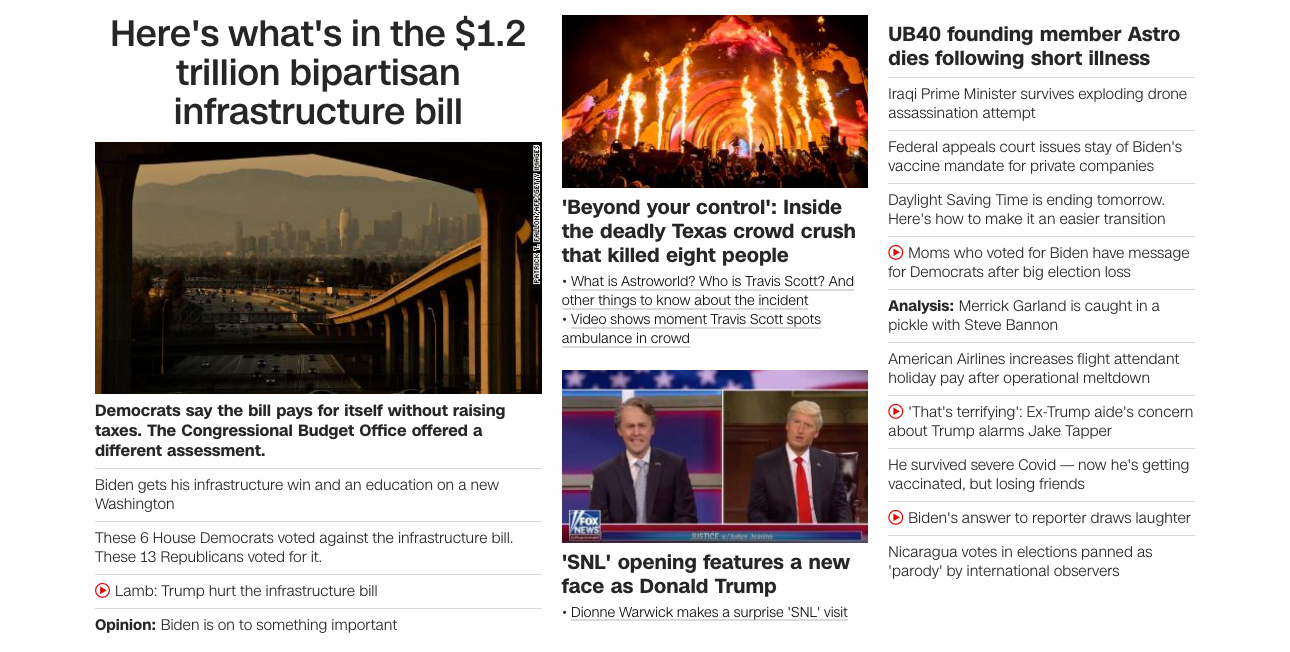 Here's what's in the $1.2
trillion bipartisan
infrastructure bill
PATRICK T. FALLON/AFP/GETTY IMAGES
Democrats say the bill pays for itself without raising
taxes. The Congressional Budget Office offered a
different assessment.
Biden gets his infrastructure win and an education on a new
Washington
These 6 House Democrats voted against the infrastructure bill.
These 13 Republicans voted for it.
Lamb: Trump hurt the infrastructure bill
Opinion: Biden is on to something important
'Beyond your control': Inside
the deadly Texas crowd crush
that killed eight people
• What is Astroworld? Who is Travis Scott? And
other things to know about the incident
• Video shows moment Travis Scott spots
ambulance in crowd
FOX
NEWS
JUSTICE w/Judge Jeanine
'SNL' opening features a new
face as Donald Trump
• Dionne Warwick makes a surprise 'SNL' visit
UB40 founding member Astro
dies following short illness
Iraqi Prime Minister survives exploding drone
assassination attempt
Federal appeals court issues stay of Biden's
vaccine mandate for private companies
Daylight Saving Time is ending tomorrow.
Here's how to make it an easier transition
Moms who voted for Biden have message
for Democrats after big election loss
Analysis: Merrick Garland is caught in a
pickle with Steve Bannon
American Airlines increases flight attendant
holiday pay after operational meltdown
'That's terrifying': Ex-Trump aide's concern
about Trump alarms Jake Tapper
He survived severe Covid — now he's getting
vaccinated, but losing friends
Biden's answer to reporter draws laughter
Nicaragua votes in elections panned as
'parody' by international observers